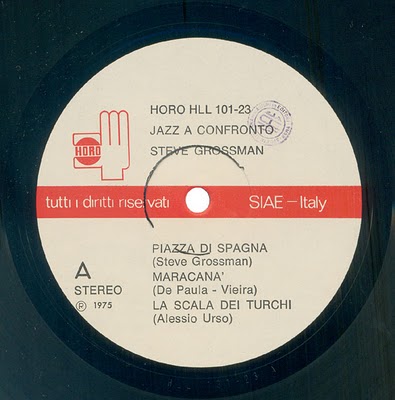 HORO HLL 101-23
JAZZ A CONFRONTO
STEVE GROSSMAN
HORO
tutti i diritti riservati SIAE – Italy
PIAZZA DI SPAGNA
(Steve Grossman)
MARACANA'
(De Paula - Vieira)
LA SCALA DEI TURCHI
(Alessio Urso)
A
STEREO
℗ 1975